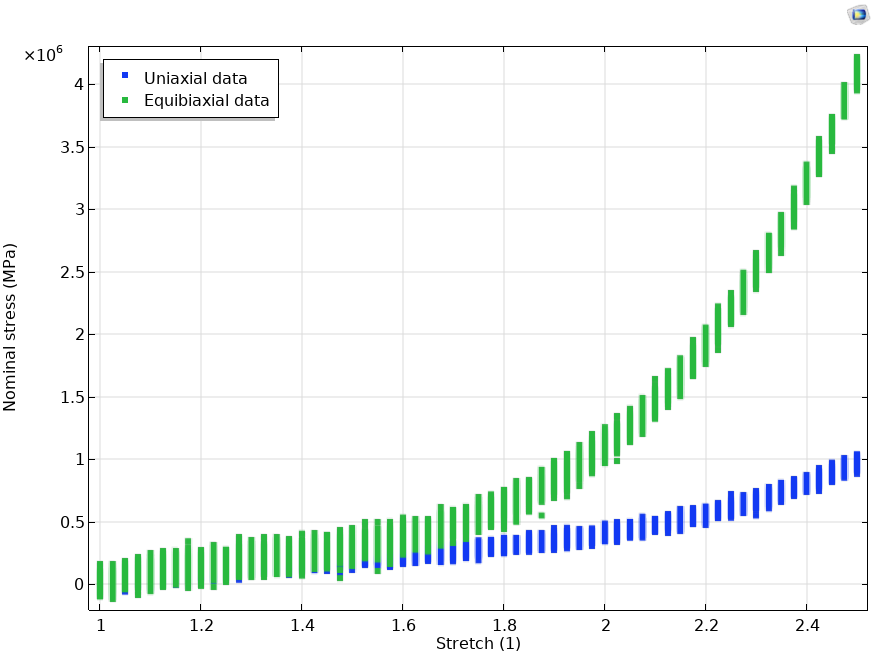 ×10⁶
Uniaxial data
Equibiaxial data
4
3.5
3
2.5
2
1.5
1
0.5
0
Nominal stress (MPa)
1 1.2 1.4 1.6 1.8 2 2.2 2.4
Stretch (1)